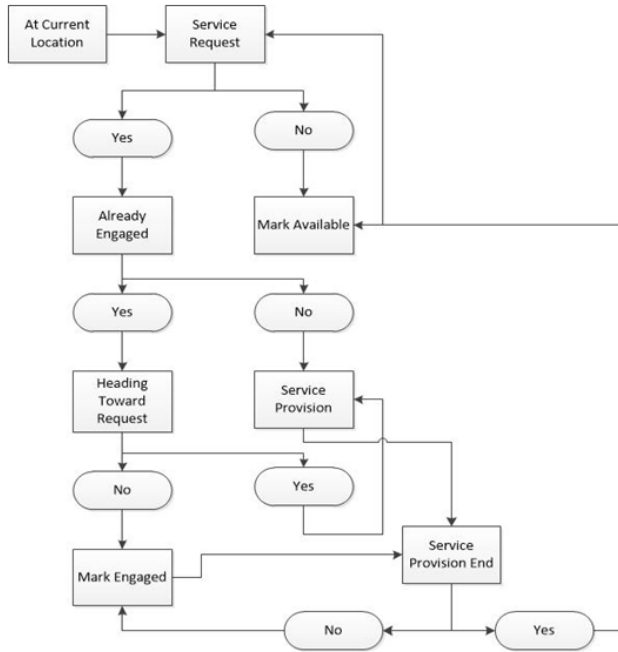 At Current
Location
Service
Request
Yes
No
Already
Engaged
Mark Available
Yes
No
Heading
Toward
Request
Service
Provision
No
Yes
Mark Engaged
Service
Provision End
No
Yes